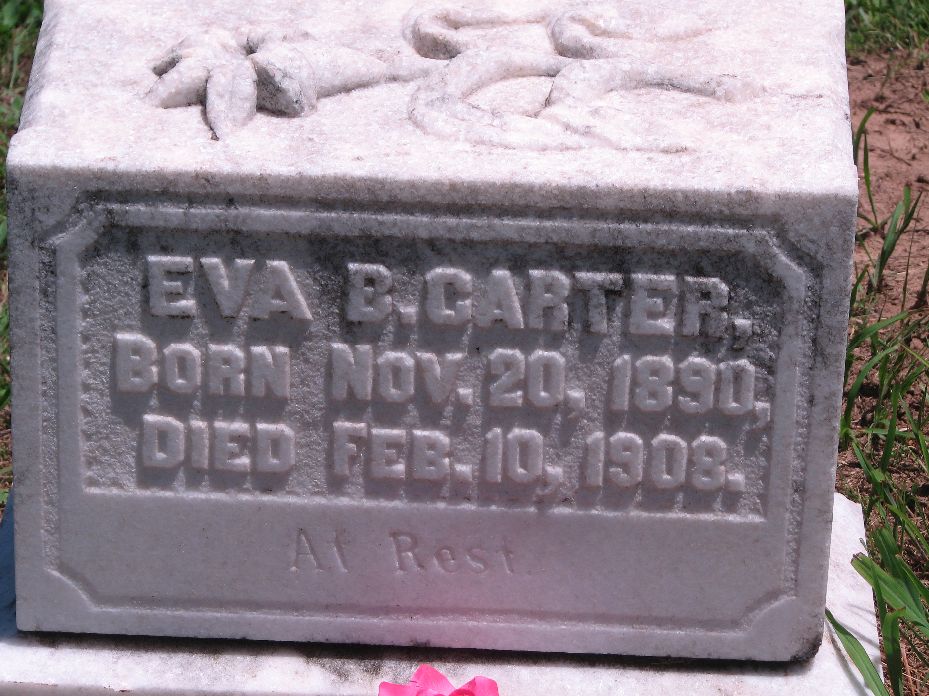 EVA B. CARTER,
BORN NOV. 20, 1890,
DIED FEB. 10, 1908.
At Rest.